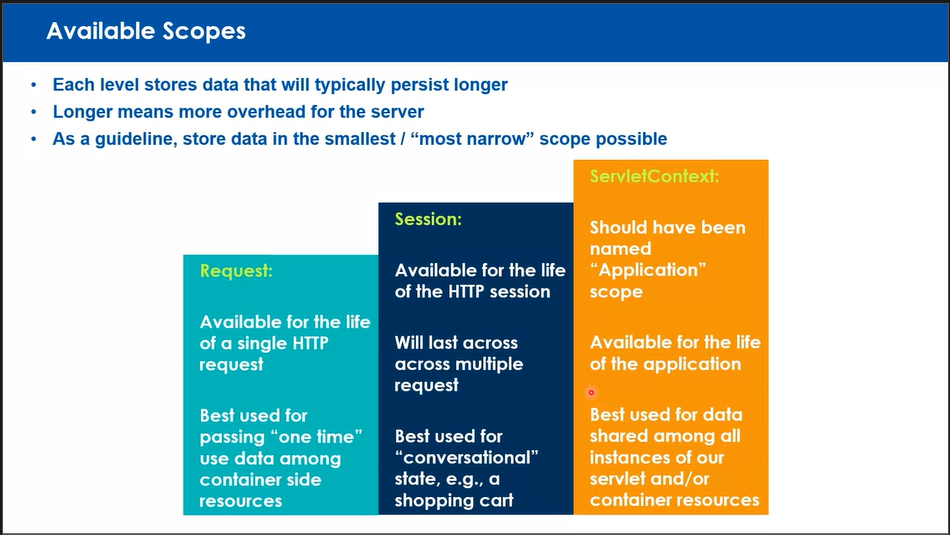 Available Scopes
• Each level stores data that will typically persist longer
• Longer means more overhead for the server
• As a guideline, store data in the smallest / “most narrow” scope possible
Request:
Available for the life
of a single HTTP
request
Best used for
passing “one time”
use data among
container side
resources
Session:
Available for the life
of the HTTP session
Will last across
across multiple
request
Best used for
“conversational”
state, e.g., a
shopping cart
ServletContext:
Should have been
named
“Application”
scope
Available for the life
of the application
Best used for data
shared among all
instances of our
servlet and/or
container resources